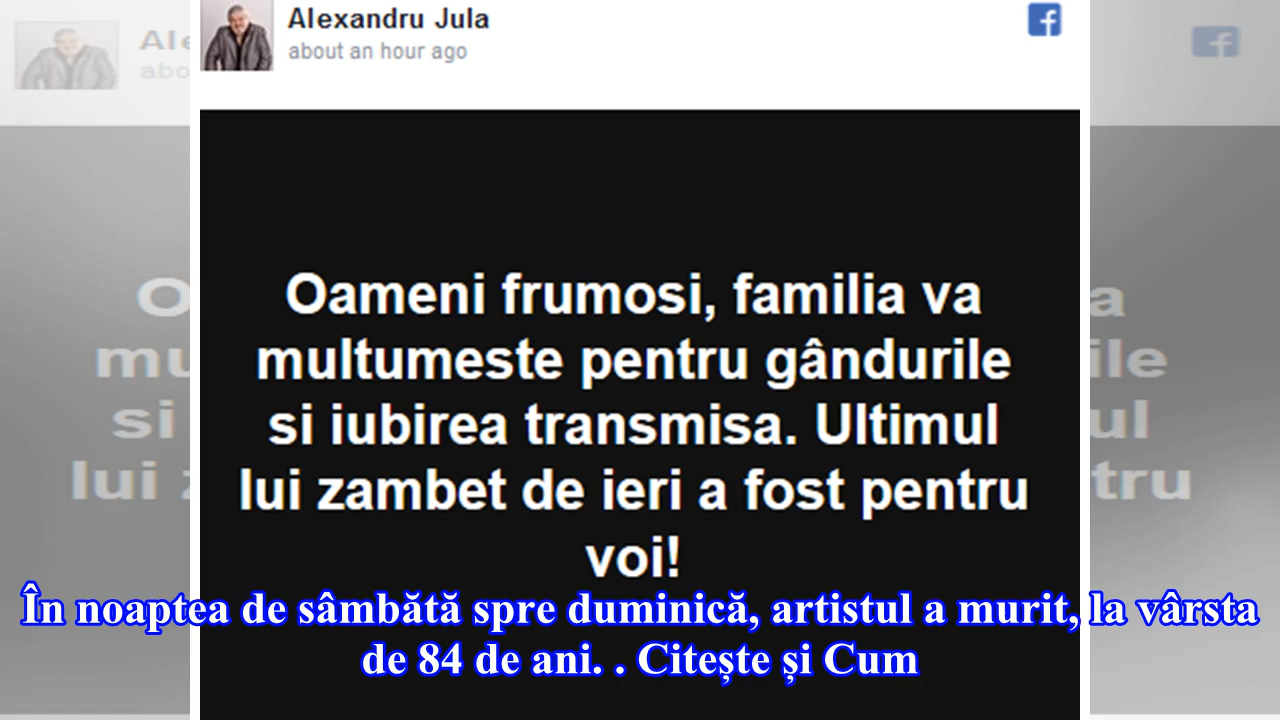 Alexandru Jula
about an hour ago
Oameni frumosi, familia va
multumeste pentru gândurile
si iubirea transmisa. Ultimul
lui zambet de ieri a fost pentru
voi!
În noaptea de sâmbătă spre duminică, artistul a murit, la vârsta
de 84 de ani. . Citește și Cum